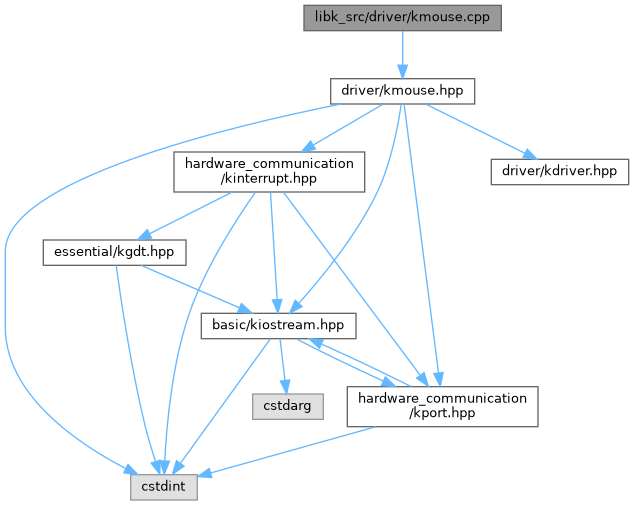 libk_src/driver/kmouse.cpp
driver/kmouse.hpp
hardware_communication
/kinterrupt.hpp
driver/kdriver.hpp
essential/kgdt.hpp
basic/kiostream.hpp
cstdarg
hardware_communication
/kport.hpp
cstdint